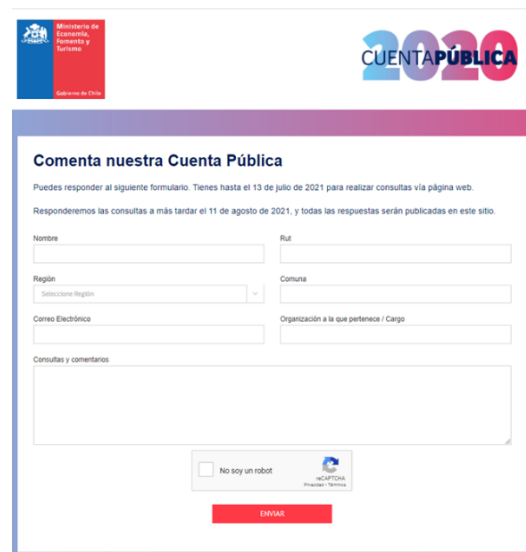 Ministerio de
Economía,
Fomento y
Turismo
Gobierno de Chile
2020
CUENTAPÚBLICA
Comenta nuestra Cuenta Pública
Puedes responder al siguiente formulario. Tienes hasta el 13 de julio de 2021 para realizar consultas vía página web.
Responderemos las consultas a más tardar el 11 de agosto de 2021, y todas las respuestas serán publicadas en este sitio.
Nombre
Rut
Región
Comuna
Seleccione Región
Correo Electrónico
Organización a la que pertenece / Cargo
Consultas y comentarios
No soy un robot
reCAPTCHA
Privacidad - Términos
ENVIAR